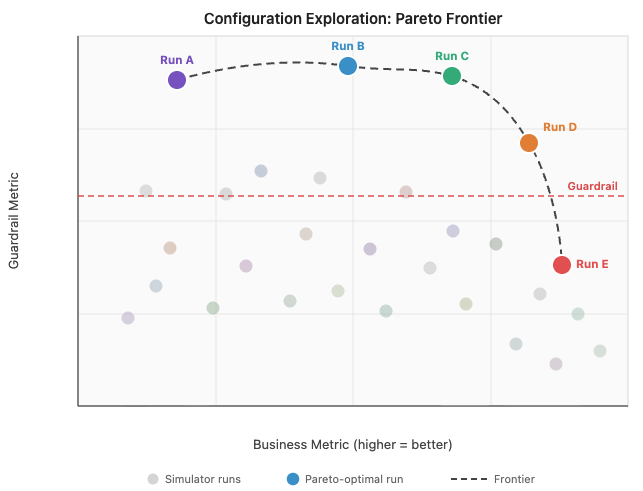 Configuration Exploration: Pareto Frontier
Run A
Run B
Run C
Run D
Guardrail
Run E
Guardrail Metric
Business Metric (higher = better)
Simulator runs
Pareto-optimal run
Frontier